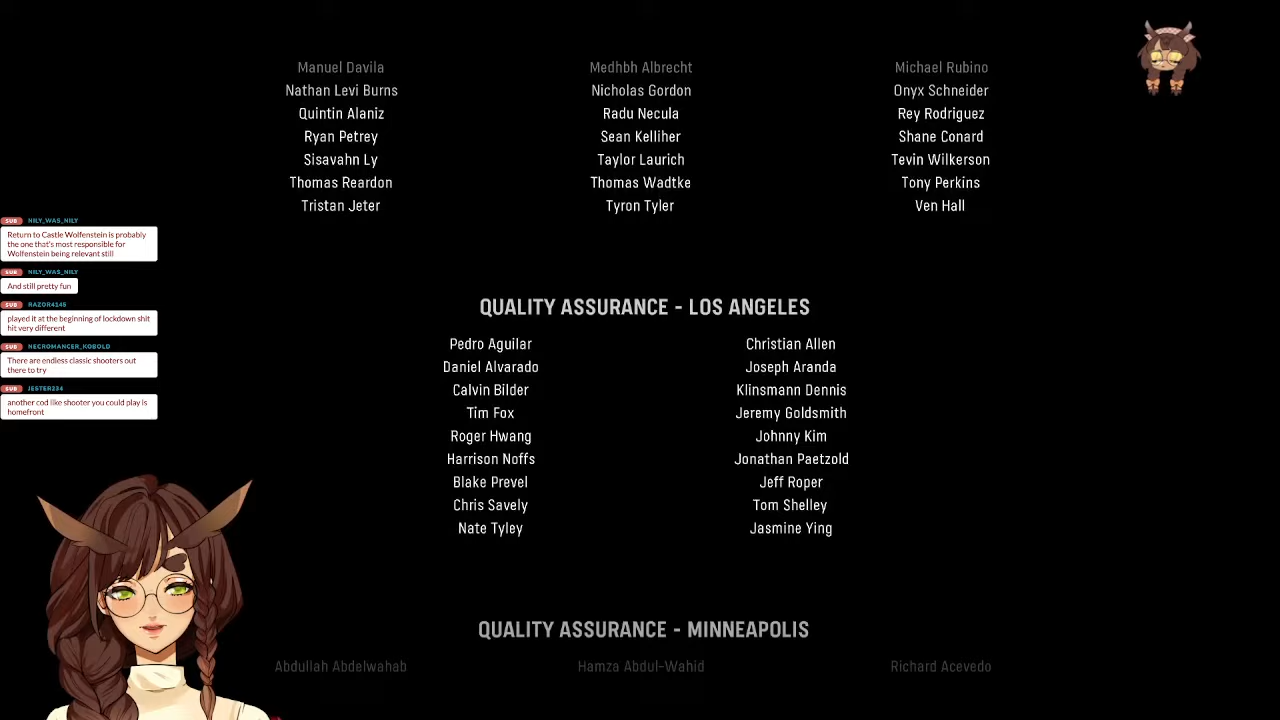 Manuel Davila Medhbh Albrecht Michael Rubino
Nathan Levi Burns Nicholas Gordon Onyx Schneider
Quintin Alaniz Radu Necula Rey Rodriguez
Ryan Petrey Sean Kelliher Shane Conard
Sisavahn Ly Taylor Laurich Tevin Wilkerson
Thomas Reardon Thomas Wadtke Tony Perkins
Tristan Jeter Tyron Tyler Ven Hall
SUB NILY_WAS_NILY
Return to Castle Wolfenstein is probably
the one that's most responsible for
Wolfenstein being relevant still
SUB NILY_WAS_NILY
And still pretty fun
SUB RAZOR4145
played it at the beginning of lockdown shit
hit very different
SUB NECROMANCER_KOBOLD
There are endless classic shooters out
there to try
SUB JESTER234
another cod like shooter you could play is
homefront
QUALITY ASSURANCE - LOS ANGELES
Pedro Aguilar Christian Allen
Daniel Alvarado Joseph Aranda
Calvin Bilder Klinsmann Dennis
Tim Fox Jeremy Goldsmith
Roger Hwang Johnny Kim
Harrison Noffs Jonathan Paetzold
Blake Prevel Jeff Roper
Chris Savely Tom Shelley
Nate Tyley Jasmine Ying
QUALITY ASSURANCE - MINNEAPOLIS
Abdullah Abdelwahab Hamza Abdul-Wahid Richard Acevedo